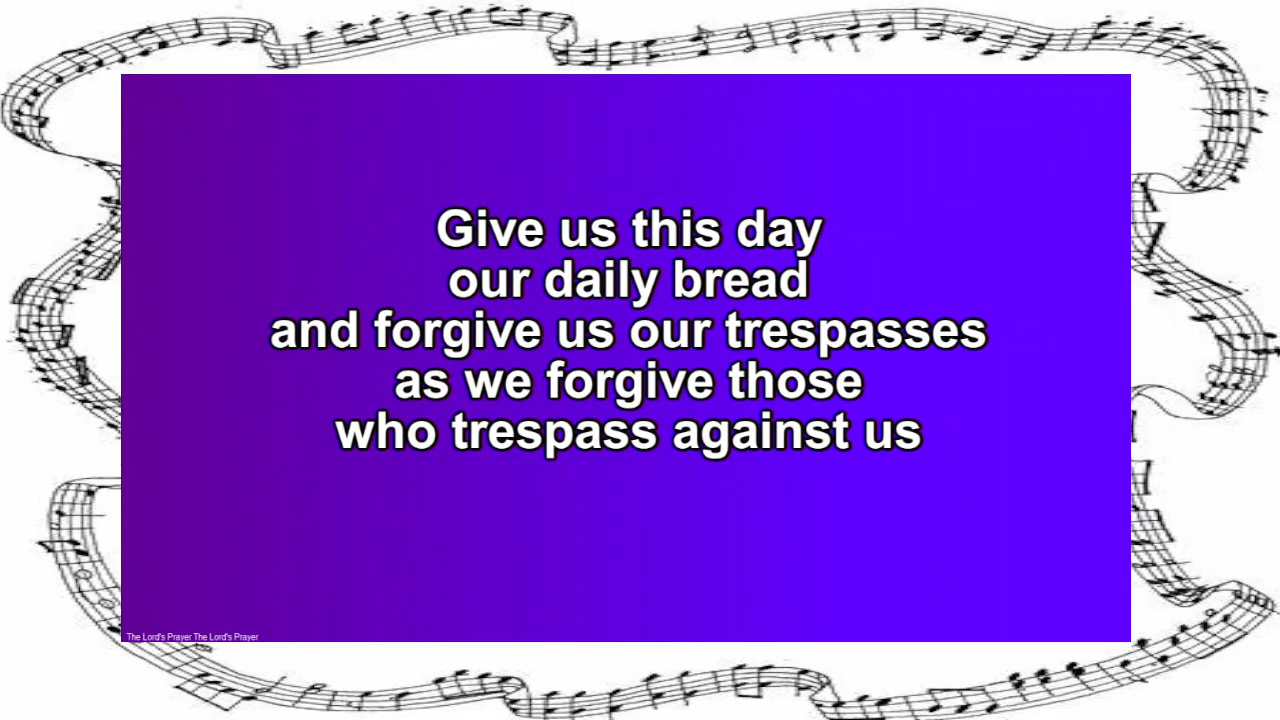 Give us this day
our daily bread
and forgive us our trespasses
as we forgive those
who trespass against us
The Lord's Prayer The Lord's Prayer